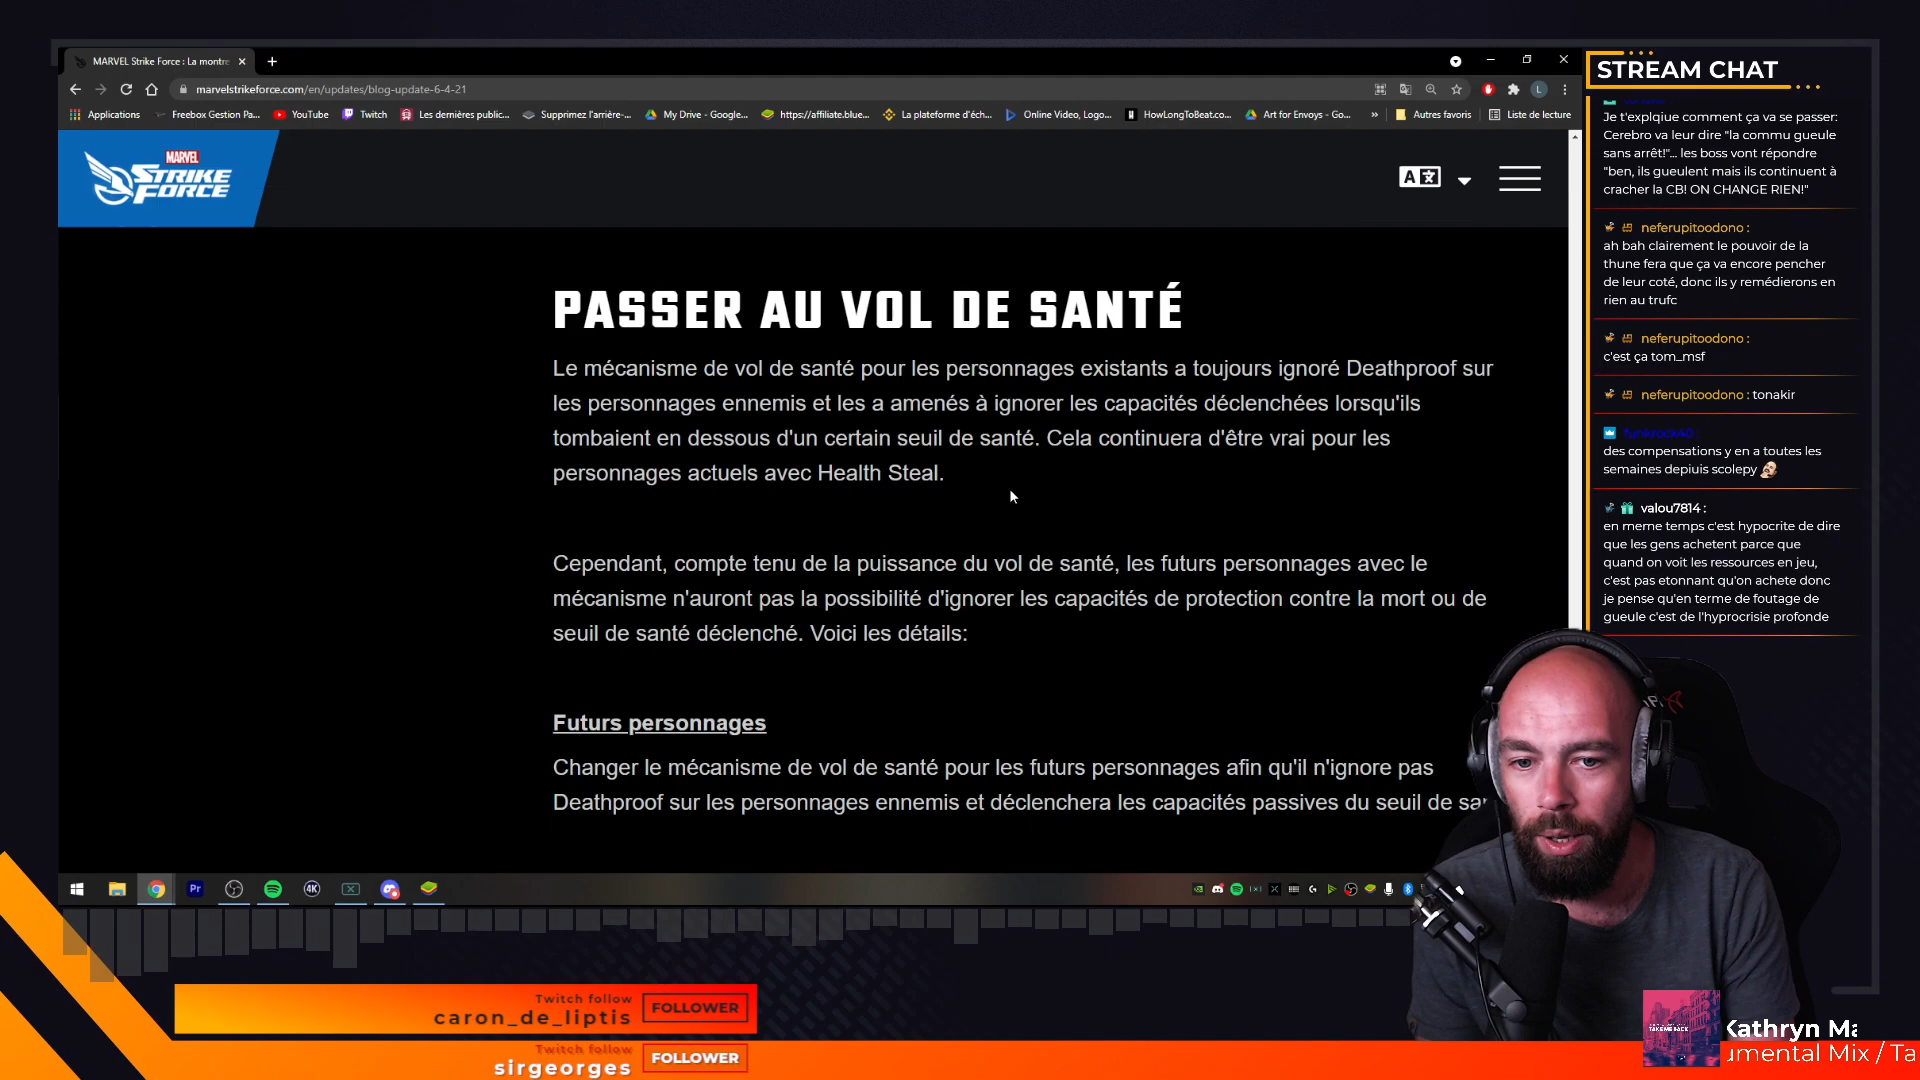 MARVEL Strike Force : La montre
marvelstrikeforce.com/en/updates/blog-update-6-4-21
Applications
Freebox Gestion Pa...
YouTube
Twitch
Les dernières public...
Supprimez l'arrière-...
My Drive - Google...
https://affiliate.blue...
La plateforme d'éch...
Online Video, Logo...
HowLongToBeat.co...
Art for Envoys - Go...
»
Autres favoris
Liste de lecture
MARVEL
STRIKE
FORCE
PASSER AU VOL DE SANTÉ
Le mécanisme de vol de santé pour les personnages existants a toujours ignoré Deathproof sur
les personnages ennemis et les a amenés à ignorer les capacités déclenchées lorsqu'ils
tombaient en dessous d'un certain seuil de santé. Cela continuera d'être vrai pour les
personnages actuels avec Health Steal.
Cependant, compte tenu de la puissance du vol de santé, les futurs personnages avec le
mécanisme n'auront pas la possibilité d'ignorer les capacités de protection contre la mort ou de
seuil de santé déclenché. Voici les détails:
Futurs personnages
Changer le mécanisme de vol de santé pour les futurs personnages afin qu'il n'ignore pas
Deathproof sur les personnages ennemis et déclenchera les capacités passives du seuil de sa
STREAM CHAT
Je t'explqiue comment ça va se passer:
Cerebro va leur dire "la commu gueule
sans arrêt!"... les boss vont répondre
"ben, ils gueulent mais ils continuent à
cracher la CB! ON CHANGE RIEN!"
neferupitoodono :
ah bah clairement le pouvoir de la
thune fera que ça va encore pencher
de leur coté, donc ils y remédierons en
rien au trufc
neferupitoodono :
c'est ça tom_msf
neferupitoodono : tonakir
funkrock40 :
des compensations y en a toutes les
semaines depiuis scolepy
valou7814 :
en meme temps c'est hypocrite de dire
que les gens achetent parce que
quand on voit les ressources en jeu,
c'est pas etonnant qu'on achete donc
je pense qu'en terme de foutage de
gueule c'est de l'hyprocrisie profonde
Twitch follow
caron_de_liptis
FOLLOWER
Twitch follow
sirgeorges
FOLLOWER
TAKE ME BACK
Kathryn Ma
umental Mix / Ta